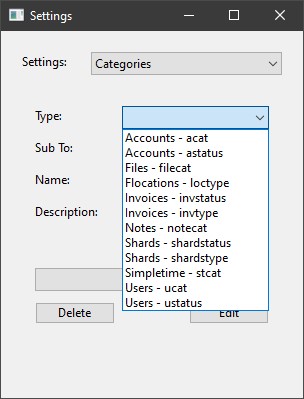 Settings
Settings:
Categories
Type:
Sub To:
Name:
Description:
Accounts - acat
Accounts - astatus
Files - filecat
Flocations - loctype
Invoices - invstatus
Invoices - invtype
Notes - notecat
Shards - shardstatus
Shards - shardstype
Simpletime - stcat
Users - ucat
Users - ustatus
Delete
Edit